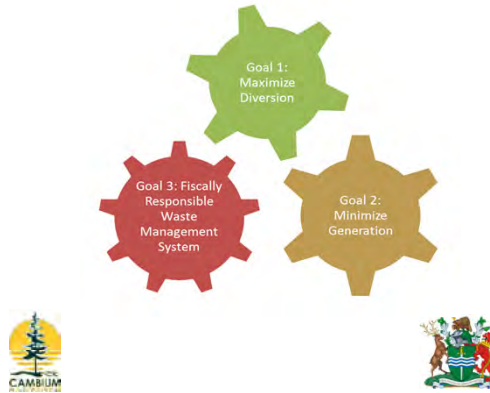 Goal 1:
Maximize
Diversion
Goal 3: Fiscally
Responsible
Waste
Management
System
Goal 2:
Minimize
Generation
CAMBIUM